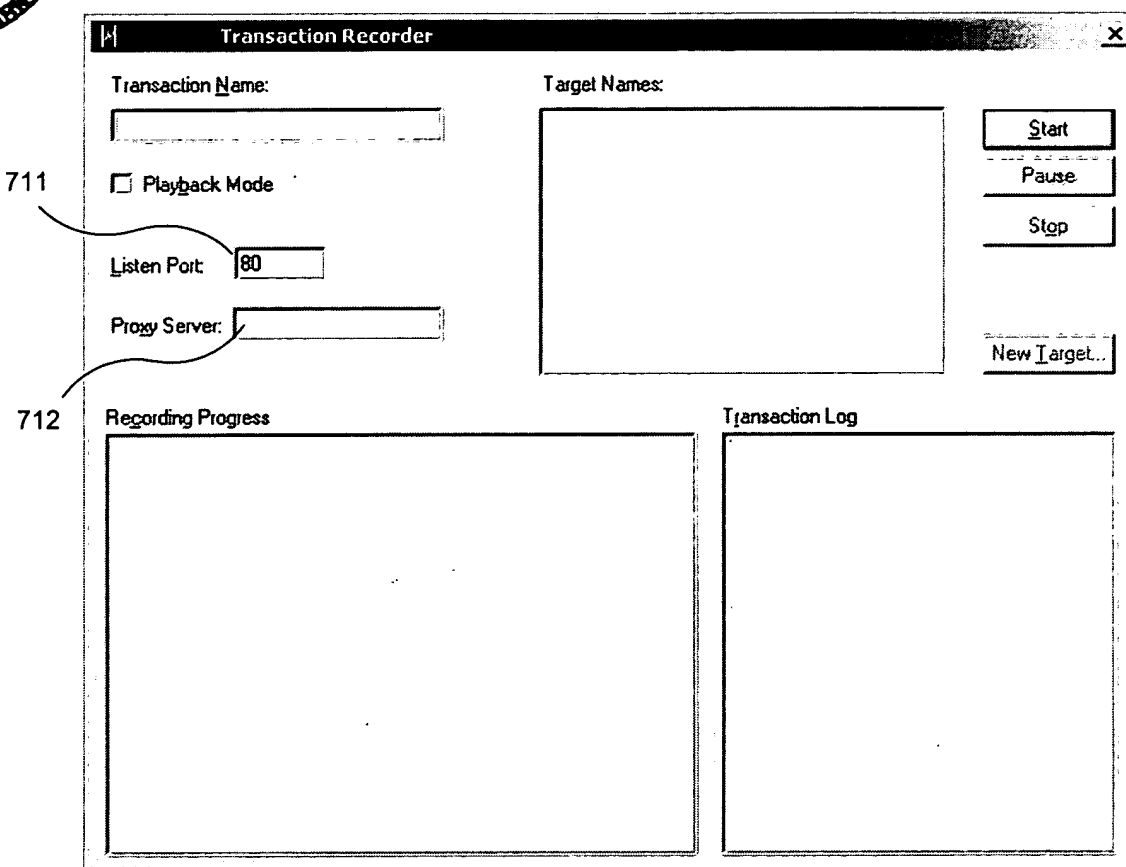 Transaction Recorder
Transaction Name:
Target Names:
Start
Pause
Stop
711
Playback Mode
Listen Port:
80
Proxy Server:
New Target...
712
Recording Progress
Transaction Log